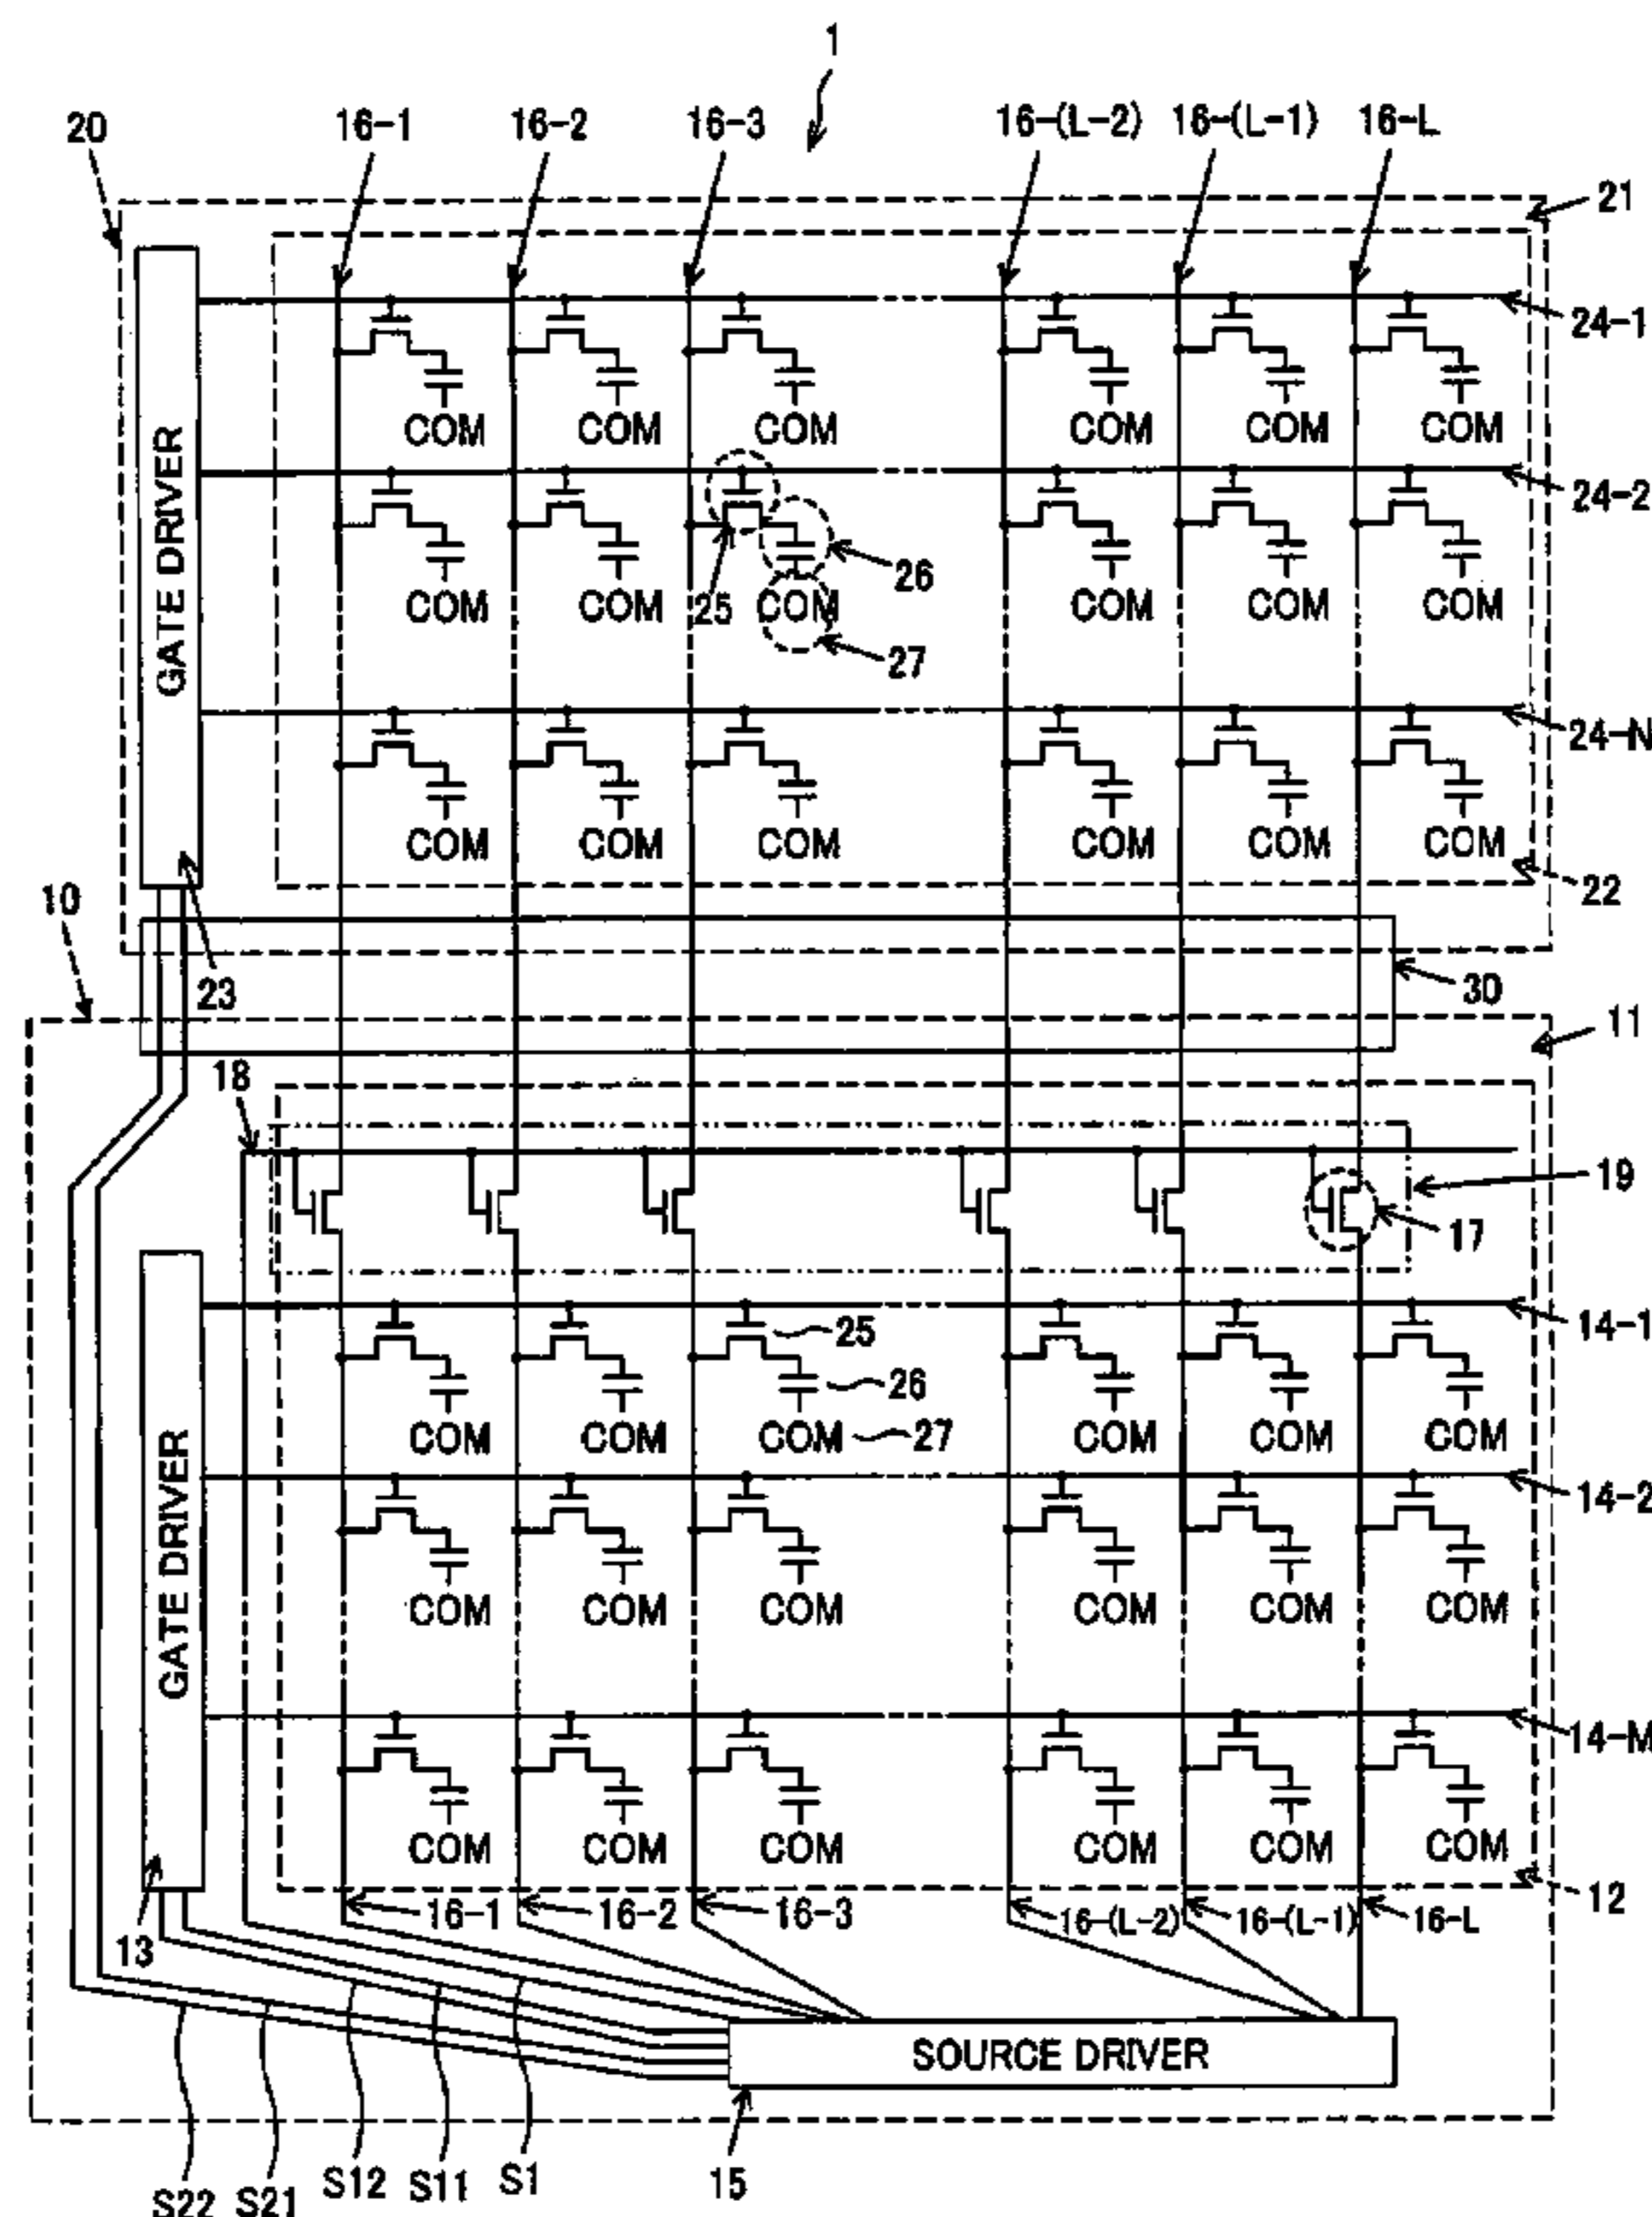 1
20 16-1 16-2 16-3 16-(L-2) 16-(L-1) 16-L
21
24-1
COM COM COM COM COM COM
GATE DRIVER
24-2
26
COM COM 25 COM COM COM COM
27
24-N
COM COM COM COM COM COM
10 22
23 30
11
18
19
17
14-1
25
26
COM COM COM 27 COM COM COM
GATE DRIVER
14-2
COM COM COM COM COM COM
14-M
COM COM COM COM COM COM
16-1 16-2 16-3 16-(L-2) 16-(L-1) 16-L 12
13
SOURCE DRIVER
S22 S21 S12 S11 S1 15